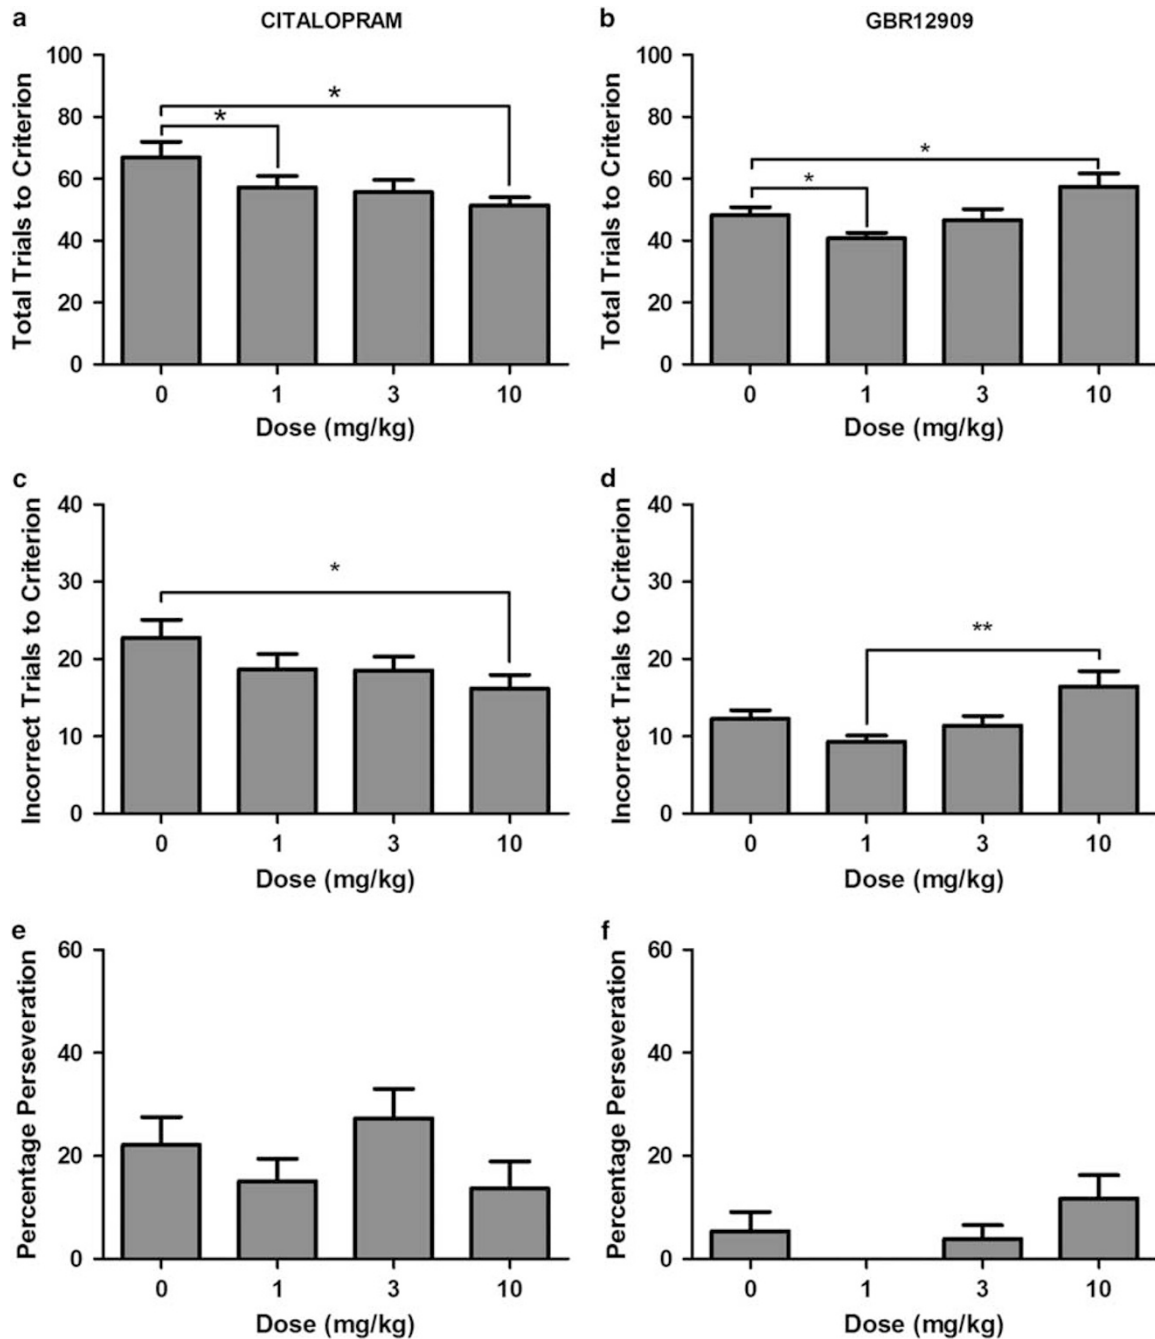 a CITALOPRAM
Total Trials to Criterion
100
80
60
40
20
0
*
*
0 1 3 10
Dose (mg/kg)
b GBR12909
Total Trials to Criterion
100
80
60
40
20
0
*
*
0 1 3 10
Dose (mg/kg)
c
Incorrect Trials to Criterion
40
30
20
10
0
*
0 1 3 10
Dose (mg/kg)
d
Incorrect Trials to Criterion
40
30
20
10
0
**
0 1 3 10
Dose (mg/kg)
e
Percentage Perseveration
60
40
20
0
0 1 3 10
Dose (mg/kg)
f
Percentage Perseveration
60
40
20
0
0 1 3 10
Dose (mg/kg)